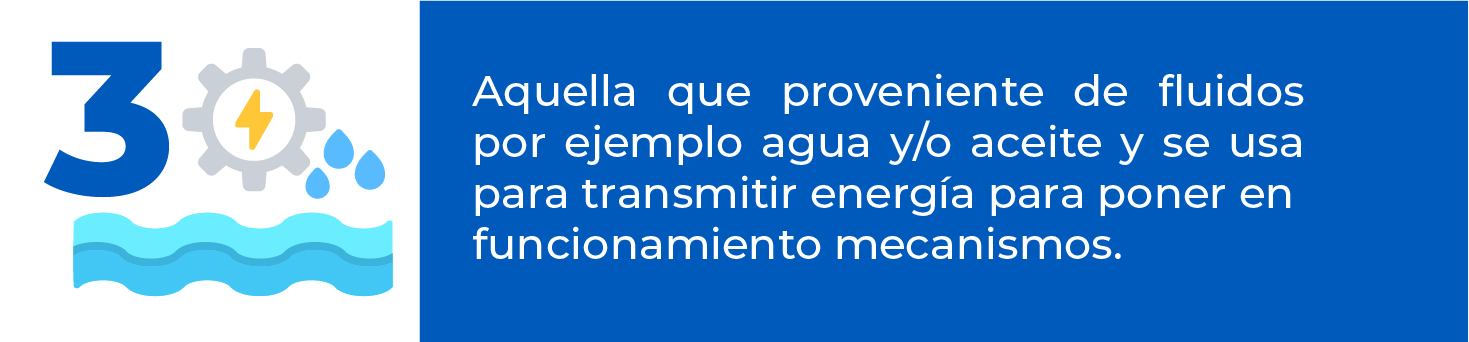 3
Aquella que proveniente de fluidos
por ejemplo agua y/o aceite y se usa
para transmitir energía para poner en
funcionamiento mecanismos.